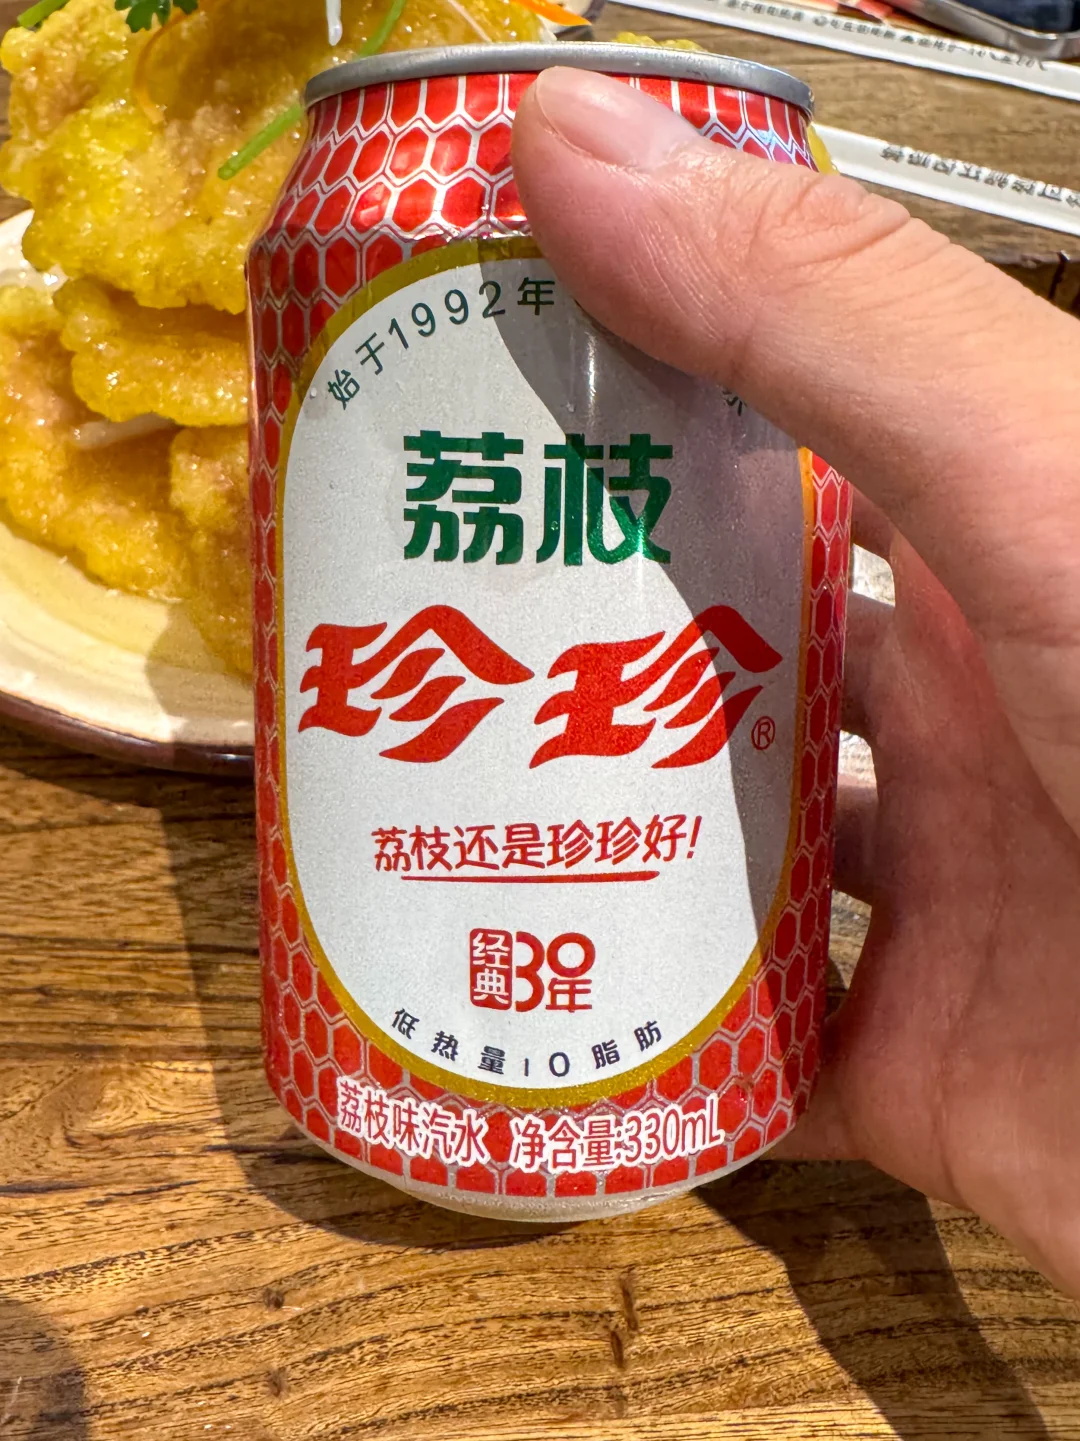 始于1992年
荔枝
珍珍®
荔枝还是珍珍好!
经典30年
低热量|0脂肪
荔枝味汽水 净含量:330mL